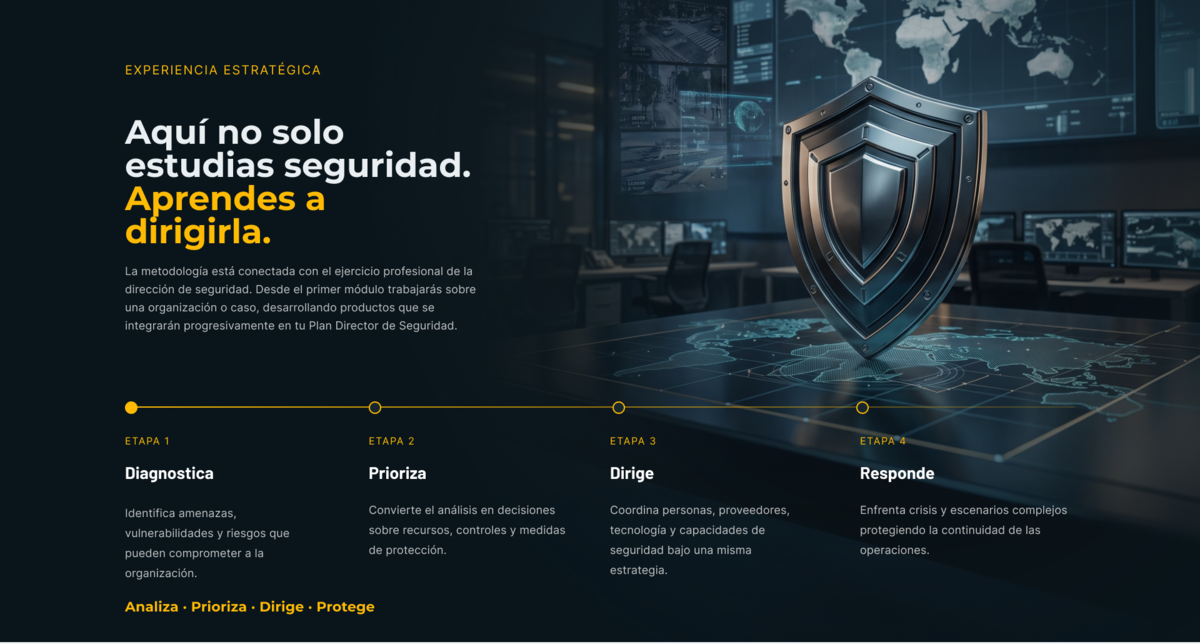 EXPERIENCIA ESTRATÉGICA
Aquí no solo
estudias seguridad.
Aprendes a
dirigirla.
La metodología está conectada con el ejercicio profesional de la
dirección de seguridad. Desde el primer módulo trabajarás sobre
una organización o caso, desarrollando productos que se
integrarán progresivamente en tu Plan Director de Seguridad.
ETAPA 1
Diagnostica
Identifica amenazas,
vulnerabilidades y riesgos que
pueden comprometer a la
organización.
ETAPA 2
Prioriza
Convierte el análisis en decisiones
sobre recursos, controles y medidas
de protección.
ETAPA 3
Dirige
Coordina personas, proveedores,
tecnología y capacidades de
seguridad bajo una misma
estrategia.
ETAPA 4
Responde
Enfrenta crisis y escenarios complejos
protegiendo la continuidad de las
operaciones.
Analiza · Prioriza · Dirige · Protege